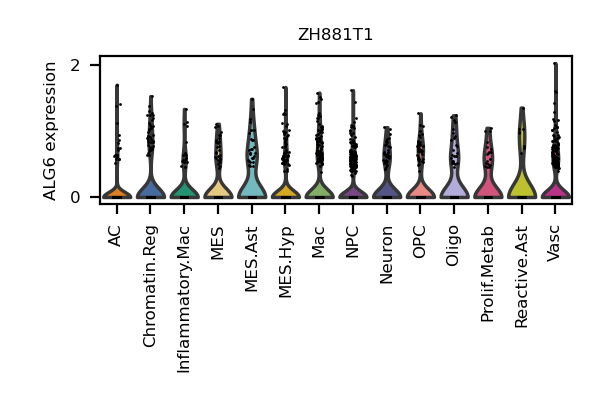 ZH881T1
ALG6 expression
2
0
AC
Chromatin.Reg
Inflammatory.Mac
MES
MES.Ast
MES.Hyp
Mac
NPC
Neuron
OPC
Oligo
Prolif.Metab
Reactive.Ast
Vasc